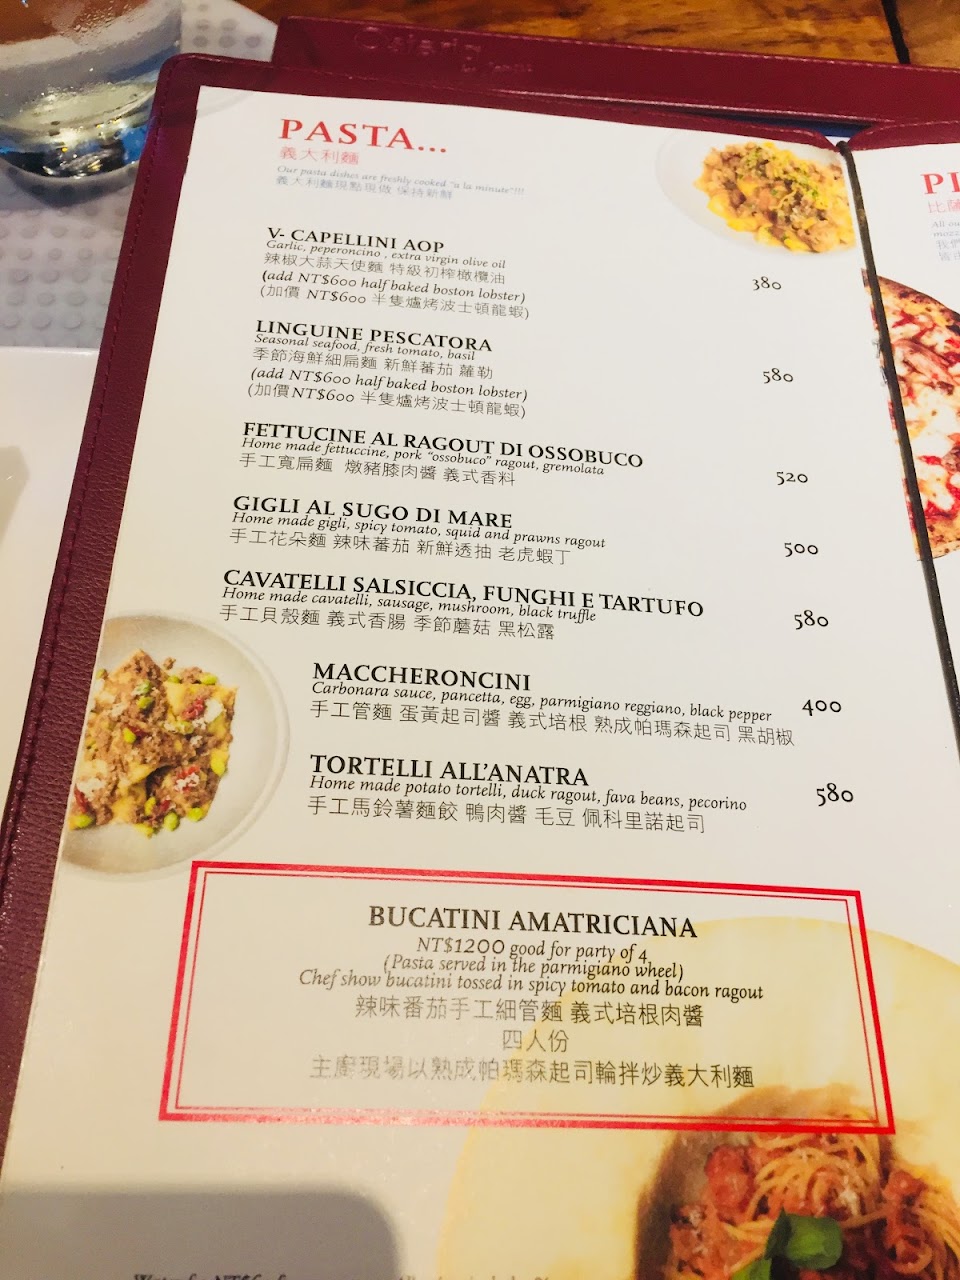 Osteria
PASTA...
義大利麵
Our pasta dishes are freshly cooked "a la minute"!!!
義大利麵現點現做 保持新鮮
V- CAPELLINI AOP
Garlic, peperoncino , extra virgin olive oil
辣椒大蒜天使麵 特級初榨橄欖油
380
(add NT$600 half baked boston lobster)
(加價 NT$600 半隻爐烤波士頓龍蝦)
LINGUINE PESCATORA
Seasonal seafood, fresh tomato, basil
季節海鮮細扁麵 新鮮蕃茄 蘿勒
580
(add NT$600 half baked boston lobster)
(加價NT$600 半隻爐烤波士頓龍蝦)
FETTUCINE AL RAGOUT DI OSSOBUCO
Home made fettuccine, pork "ossobuco" ragout, gremolata
手工寬扁麵 燉豬膝肉醬 義式香料
520
GIGLI AL SUGO DI MARE
Home made gigli, spicy tomato, squid and prawns ragout
手工花朵麵 辣味蕃茄 新鮮透抽 老虎蝦丁
500
CAVATELLI SALSICCIA, FUNGHI E TARTUFO
Home made cavatelli, sausage, mushroom, black truffle
手工貝殼麵 義式香腸 季節蘑菇 黑松露
580
MACCHERONCINI
Carbonara sauce, pancetta, egg, parmigiano reggiano, black pepper
手工管麵 蛋黃起司醬 義式培根 熟成帕瑪森起司 黑胡椒
400
TORTELLI ALL'ANATRA
Home made potato tortelli, duck ragout, fava beans, pecorino
手工馬鈴薯麵餃 鴨肉醬 毛豆 佩科里諾起司
580
BUCATINI AMATRICIANA
NT$1200 good for party of 4
(Pasta served in the parmigiano wheel)
Chef show bucatini tossed in spicy tomato and bacon ragout
辣味番茄手工細管麵 義式培根肉醬
四人份
主廚現場以熟成帕瑪森起司輪拌炒義大利麵
PI
比薩
All ou
mozz
我們